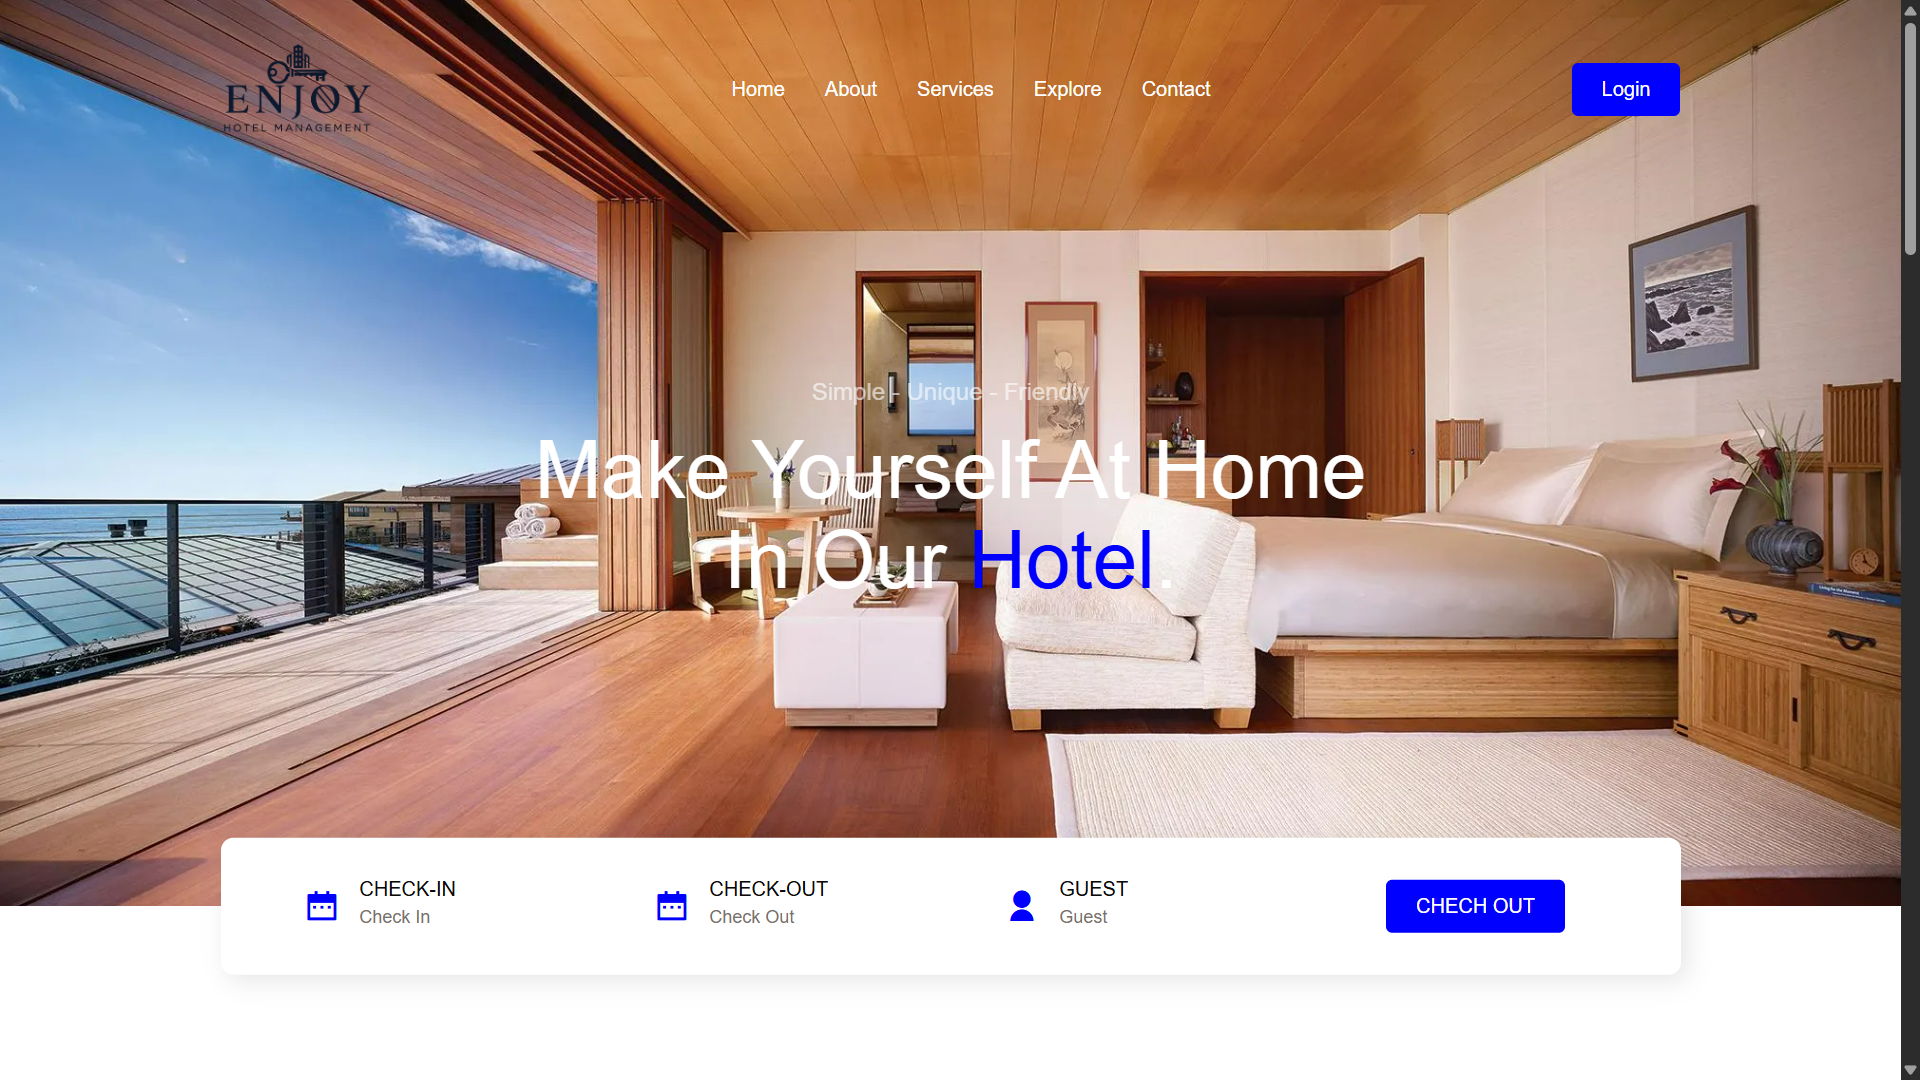 ENJOY
HOTEL MANAGEMENT
Home About Services Explore Contact
Login
Simple - Unique - Friendly
Make Yourself At Home
In Our Hotel.
CHECK-IN
Check In
CHECK-OUT
Check Out
GUEST
Guest
CHECH OUT